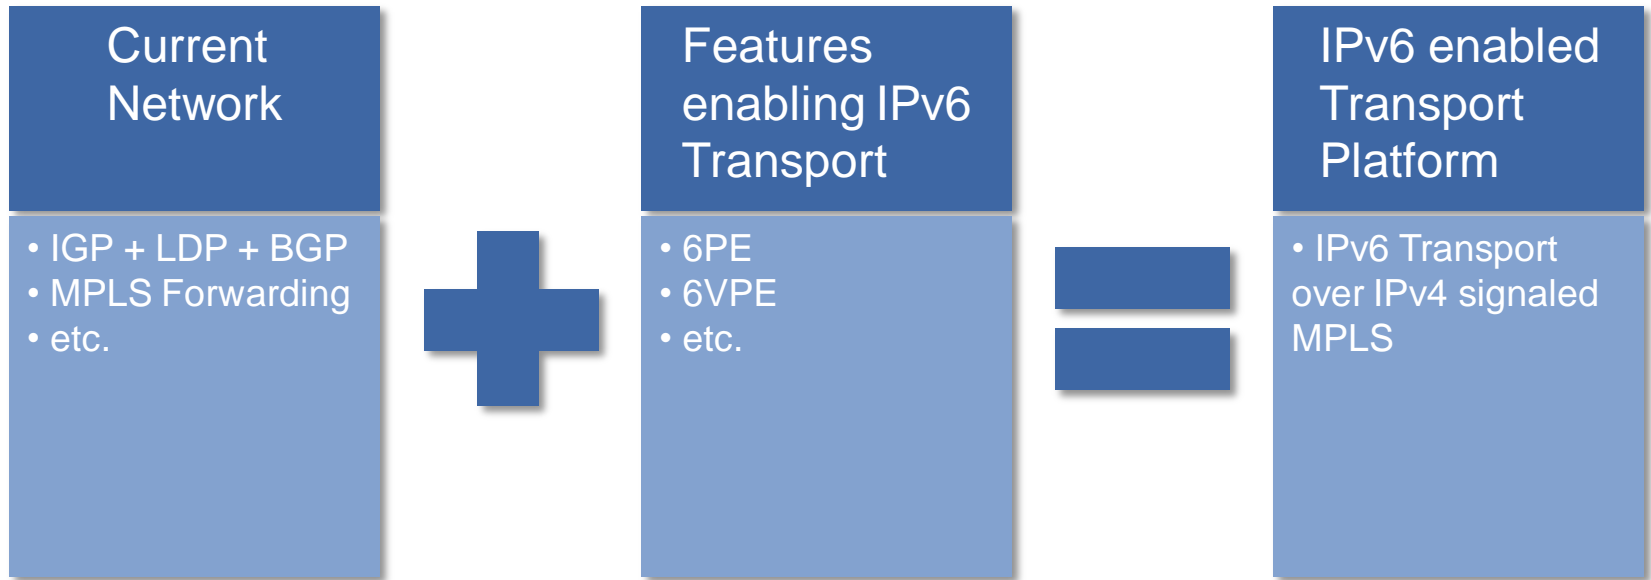 Current
Network
• IGP + LDP + BGP
• MPLS Forwarding
• etc.
Features
enabling IPv6
Transport
• 6PE
• 6VPE
• etc.
IPv6 enabled
Transport
Platform
• IPv6 Transport
over IPv4 signaled
MPLS